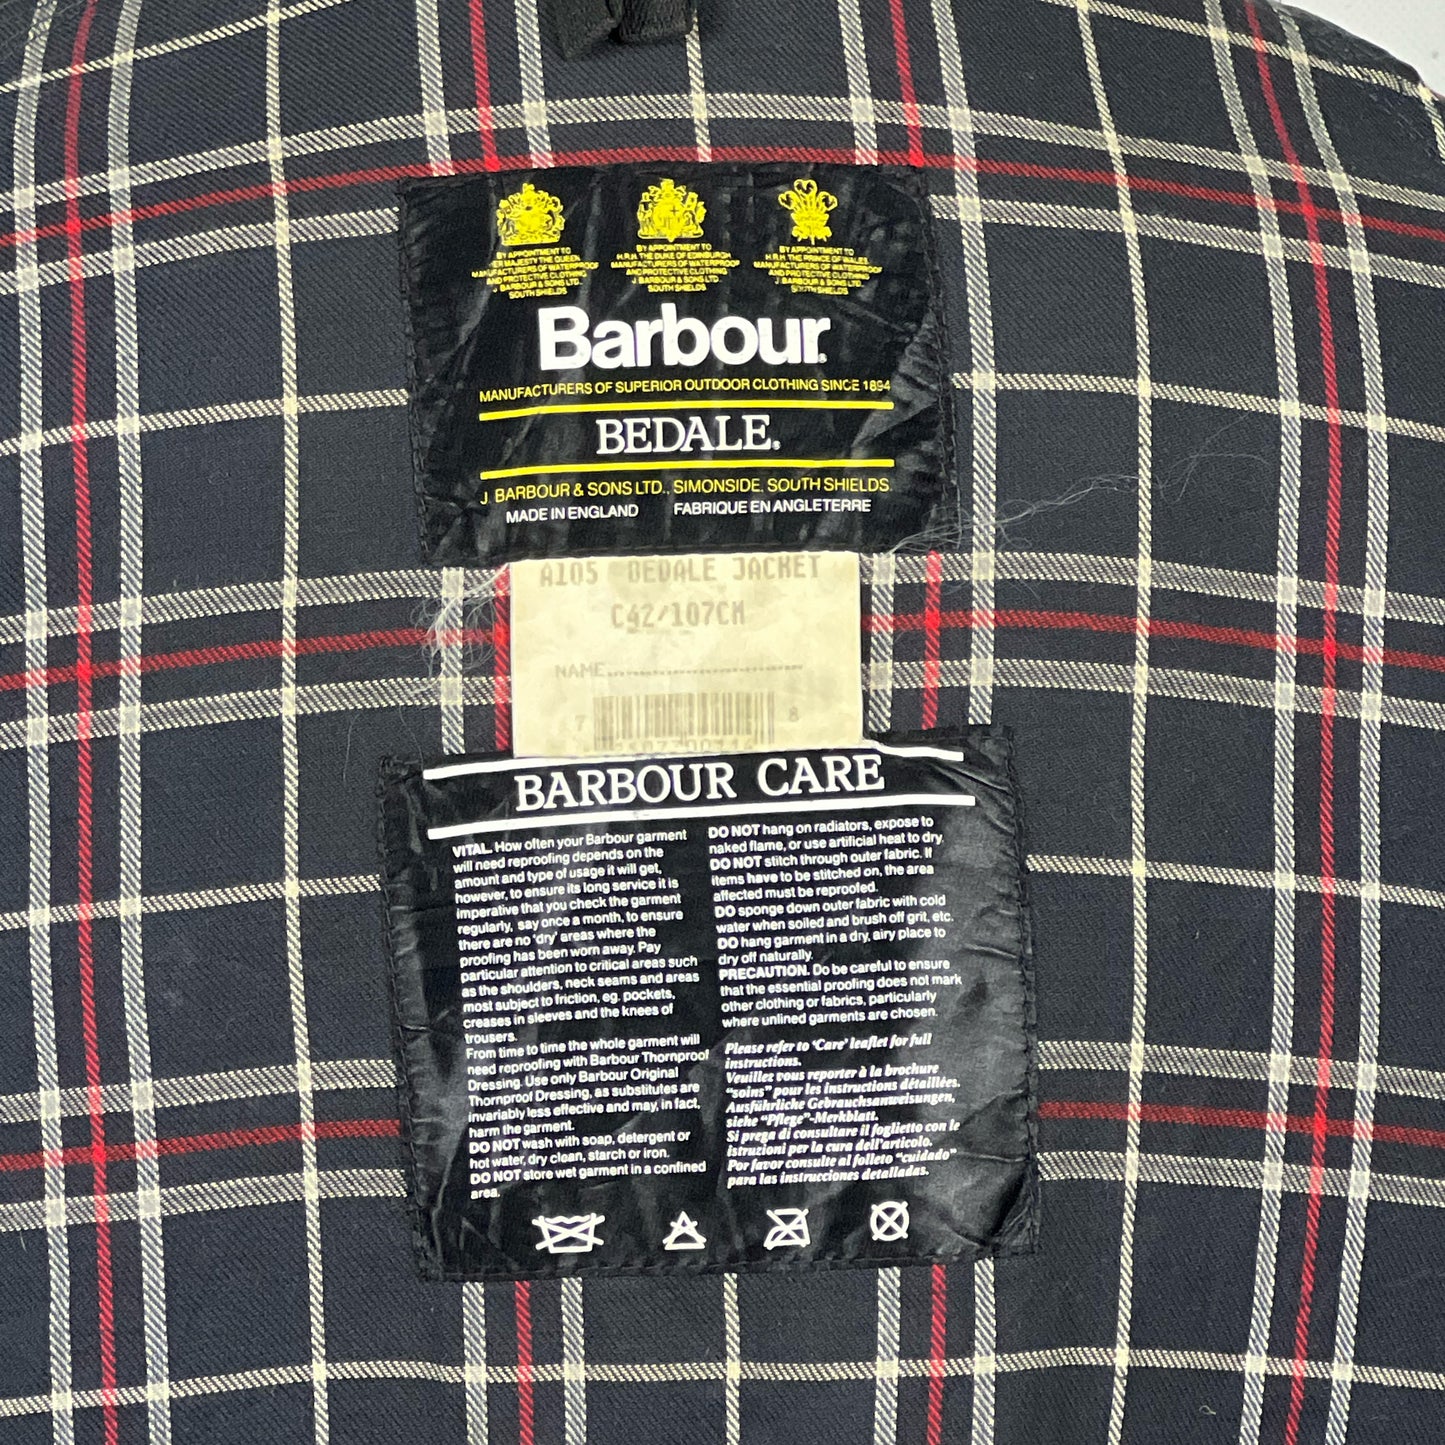 BY APPOINTMENT TO
HER MAJESTY THE QUEEN
MANUFACTURERS OF WATERPROOF
AND PROTECTIVE CLOTHING
J. BARBOUR & SONS LTD.
SOUTH SHIELDS
BY APPOINTMENT TO
H.R.H. THE DUKE OF EDINBURGH
MANUFACTURERS OF WATERPROOF
AND PROTECTIVE CLOTHING
J. BARBOUR & SONS LTD.
SOUTH SHIELDS
BY APPOINTMENT TO
H.R.H. THE PRINCE OF WALES
MANUFACTURERS OF WATERPROOF
AND PROTECTIVE CLOTHING
J. BARBOUR & SONS LTD.
SOUTH SHIELDS
Barbour®
MANUFACTURERS OF SUPERIOR OUTDOOR CLOTHING SINCE 1894
BEDALE®
J. BARBOUR & SONS LTD., SIMONSIDE, SOUTH SHIELDS.
MADE IN ENGLAND FABRIQUE EN ANGLETERRE
A105 BEDALE JACKET
C42/107CM
NAME..............................
7 8
BARBOUR CARE
VITAL. How often your Barbour garment
will need reproofing depends on the
amount and type of usage it will get,
however, to ensure its long service it is
imperative that you check the garment
regularly, say once a month, to ensure
there are no 'dry' areas where the
proofing has been worn away. Pay
particular attention to critical areas such
as the shoulders, neck seams and areas
most subject to friction, eg. pockets,
creases in sleeves and the knees of
trousers.
From time to time the whole garment will
need reproofing with Barbour Thornproof
Dressing. Use only Barbour Original
Thornproof Dressing, as substitutes are
invariably less effective and may, in fact,
harm the garment.
DO NOT wash with soap, detergent or
hot water, dry clean, starch or iron.
DO NOT store wet garment in a confined
area.
DO NOT hang on radiators, expose to
naked flame, or use artificial heat to dry.
DO NOT stitch through outer fabric. If
items have to be stitched on, the area
affected must be reproofed.
DO sponge down outer fabric with cold
water when soiled and brush off grit, etc.
DO hang garment in a dry, airy place to
dry off naturally.
PRECAUTION. Do be careful to ensure
that the essential proofing does not mark
other clothing or fabrics, particularly
where unlined garments are chosen.
Please refer to 'Care' leaflet for full
instructions.
Veuillez vous reporter à la brochure
"soins" pour les instructions détaillées.
Ausführliche Gebrauchsanweisungen,
siehe "Pflege"-Merkblatt.
Si prega di consultare il foglietto con le
istruzioni per la cura dell'articolo.
Por favor consulte al folleto "cuidado"
para las instrucciones detalladas.